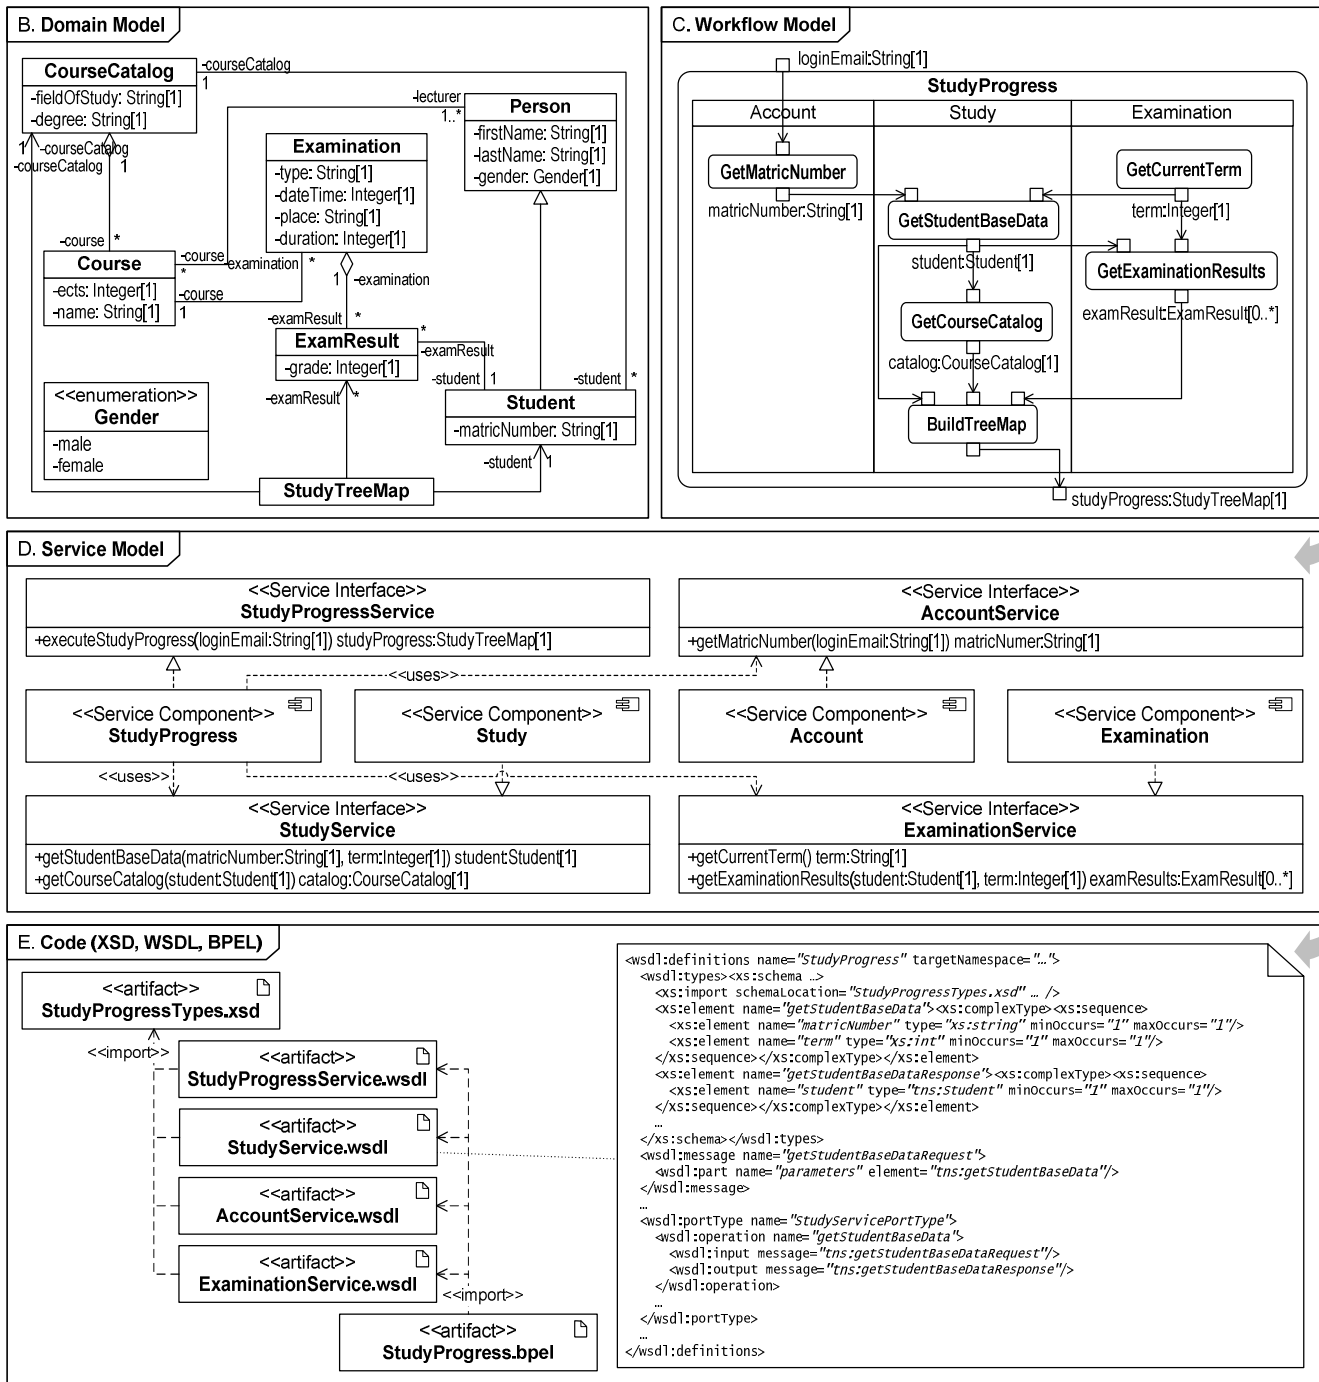 B. Domain Model
CourseCatalog
-fieldOfStudy: String[1]
-degree: String[1]
-courseCatalog
1
-lecturer
1..*
Person
-firstName: String[1]
-lastName: String[1]
-gender: Gender[1]
1
-courseCatalog
-courseCatalog
1
Examination
-type: String[1]
-dateTime: Integer[1]
-place: String[1]
-duration: Integer[1]
-course
*
Course
-ects: Integer[1]
-name: String[1]
-course
*
-examination
*
-course
1
1
-examination
-examResult
*
ExamResult
-grade: Integer[1]
*
-examResult
-student
1
-student
*
-examResult
*
Student
-matricNumber: String[1]
<<enumeration>>
Gender
-male
-female
-student
1
StudyTreeMap
C. Workflow Model
loginEmail:String[1]
StudyProgress
Account
Study
Examination
GetMatricNumber
matricNumber:String[1]
GetCurrentTerm
term:Integer[1]
GetStudentBaseData
student:Student[1]
GetExaminationResults
examResult:ExamResult[0..*]
GetCourseCatalog
catalog:CourseCatalog[1]
BuildTreeMap
studyProgress:StudyTreeMap[1]
D. Service Model
<<Service Interface>>
StudyProgressService
+executeStudyProgress(loginEmail:String[1]) studyProgress:StudyTreeMap[1]
<<Service Interface>>
AccountService
+getMatricNumber(loginEmail:String[1]) matricNumer:String[1]
<<uses>>
<<Service Component>>
StudyProgress
<<Service Component>>
Study
<<Service Component>>
Account
<<Service Component>>
Examination
<<uses>>
<<uses>>
<<Service Interface>>
StudyService
+getStudentBaseData(matricNumber:String[1], term:Integer[1]) student:Student[1]
+getCourseCatalog(student:Student[1]) catalog:CourseCatalog[1]
<<Service Interface>>
ExaminationService
+getCurrentTerm() term:String[1]
+getExaminationResults(student:Student[1], term:Integer[1]) examResults:ExamResult[0..*]
E. Code (XSD, WSDL, BPEL)
<<artifact>>
StudyProgressTypes.xsd
<<import>>
<<artifact>>
StudyProgressService.wsdl
<<artifact>>
StudyService.wsdl
<<artifact>>
AccountService.wsdl
<<artifact>>
ExaminationService.wsdl
<<import>>
<<artifact>>
StudyProgress.bpel
<wsdl:definitions name="StudyProgress" targetNamespace="…">
<wsdl:types><xs:schema …>
<xs:import schemaLocation="StudyProgressTypes.xsd" … />
<xs:element name="getStudentBaseData"><xs:complexType><xs:sequence>
<xs:element name="matricNumber" type="xs:string" minOccurs="1" maxOccurs="1"/>
<xs:element name="term" type="xs:int" minOccurs="1" maxOccurs="1"/>
</xs:sequence></xs:complexType></xs:element>
<xs:element name="getStudentBaseDataResponse"><xs:complexType><xs:sequence>
<xs:element name="student" type="tns:Student" minOccurs="1" maxOccurs="1"/>
</xs:sequence></xs:complexType></xs:element>
…
</xs:schema></wsdl:types>
<wsdl:message name="getStudentBaseDataRequest">
<wsdl:part name="parameters" element="tns:getStudentBaseData"/>
</wsdl:message>
…
<wsdl:portType name="StudyServicePortType">
<wsdl:operation name="getStudentBaseData">
<wsdl:input message="tns:getStudentBaseDataRequest"/>
<wsdl:output message="tns:getStudentBaseDataResponse"/>
</wsdl:operation>
…
</wsdl:portType>
…
</wsdl:definitions>